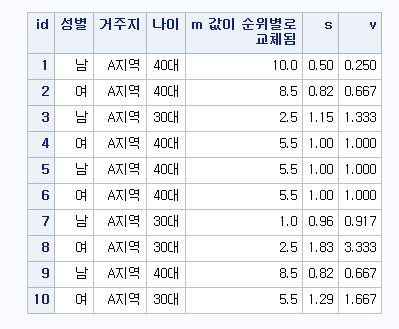 id 성별 거주지 나이 m 값이 순위별로 교체됨 s v
1 남 A지역 40대 10.0 0.50 0.250
2 여 A지역 40대 8.5 0.82 0.667
3 남 A지역 30대 2.5 1.15 1.333
4 여 A지역 40대 5.5 1.00 1.000
5 남 A지역 40대 5.5 1.00 1.000
6 여 A지역 40대 5.5 1.00 1.000
7 남 A지역 30대 1.0 0.96 0.917
8 여 A지역 30대 2.5 1.83 3.333
9 남 A지역 40대 8.5 0.82 0.667
10 여 A지역 30대 5.5 1.29 1.667